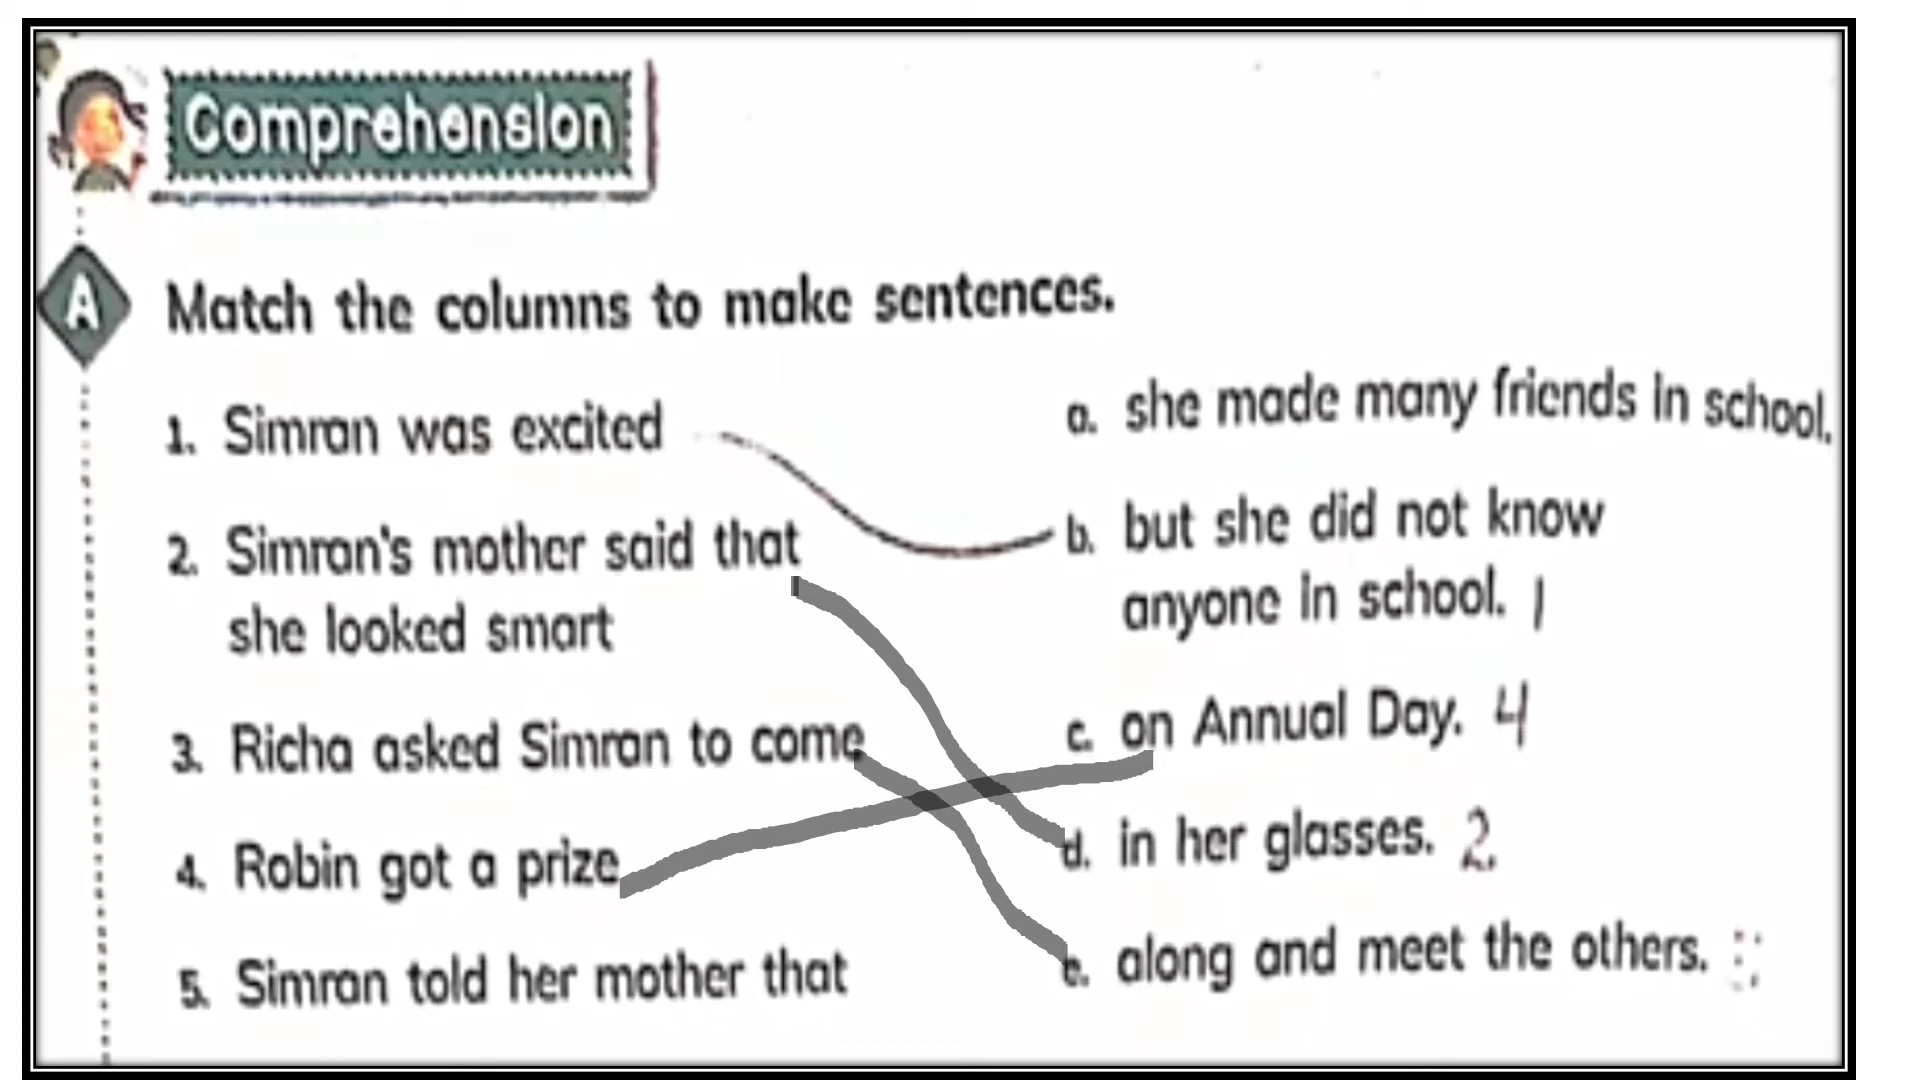 Comprehension
A Match the columns to make sentences.
1. Simran was excited
a. she made many friends in school.
2. Simran's mother said that
she looked smart
b. but she did not know
anyone in school. 1
3. Richa asked Simran to come
c. on Annual Day. 4
4. Robin got a prize
d. in her glasses. 2.
5. Simran told her mother that
e. along and meet the others.